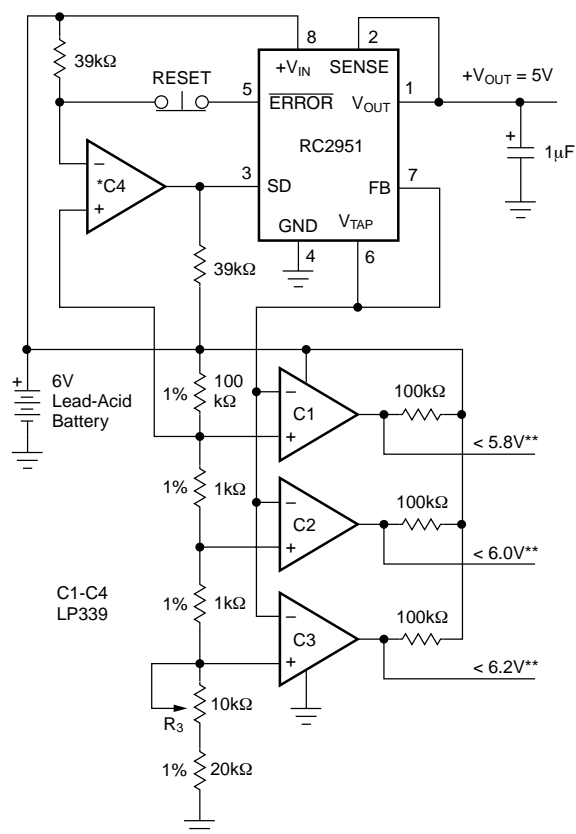 8
2
39kΩ
+VIN
SENSE
+VOUT = 5V
RESET
5
ERROR
VOUT
1
+
1µF
RC2951
–
*C4
+
3
SD
FB
7
GND
VTAP
4
6
39kΩ
+
6V
Lead-Acid
Battery
1%
100
kΩ
–
C1
+
100kΩ
< 5.8V**
1%
1kΩ
–
C2
+
100kΩ
< 6.0V**
C1-C4
LP339
1%
1kΩ
–
C3
+
100kΩ
< 6.2V**
R3
10kΩ
1%
20kΩ